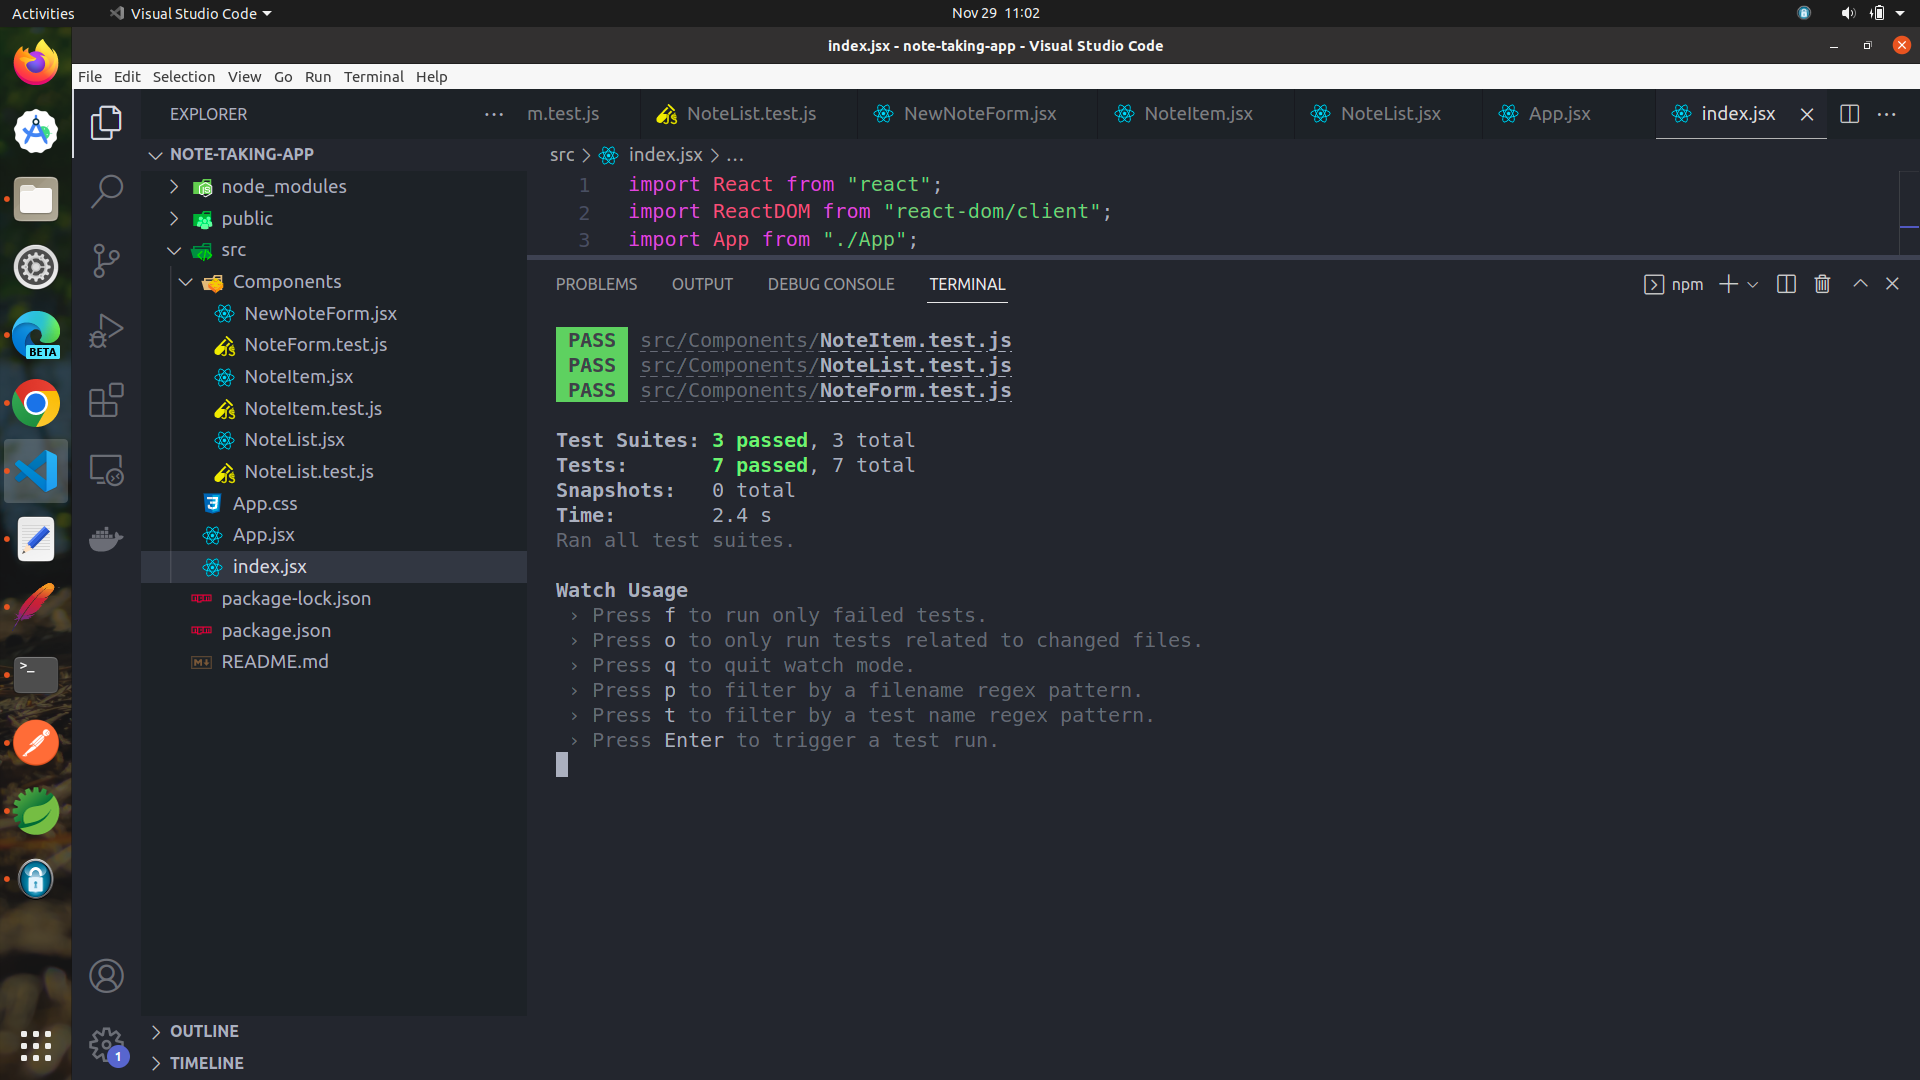 Activities
Visual Studio Code
Nov 29 11:02
index.jsx - note-taking-app - Visual Studio Code
File Edit Selection View Go Run Terminal Help
EXPLORER
NOTE-TAKING-APP
node_modules
public
src
Components
NewNoteForm.jsx
NoteForm.test.js
NoteItem.jsx
NoteItem.test.js
NoteList.jsx
NoteList.test.js
App.css
App.jsx
index.jsx
package-lock.json
package.json
README.md
OUTLINE
TIMELINE
1
BETA
m.test.js
NoteList.test.js
NewNoteForm.jsx
NoteItem.jsx
NoteList.jsx
App.jsx
index.jsx
src > index.jsx > ...
1 import React from "react";
2 import ReactDOM from "react-dom/client";
3 import App from "./App";
PROBLEMS OUTPUT DEBUG CONSOLE TERMINAL
npm
PASS src/Components/NoteItem.test.js
PASS src/Components/NoteList.test.js
PASS src/Components/NoteForm.test.js
Test Suites: 3 passed, 3 total
Tests: 7 passed, 7 total
Snapshots: 0 total
Time: 2.4 s
Ran all test suites.
Watch Usage
› Press f to run only failed tests.
› Press o to only run tests related to changed files.
› Press q to quit watch mode.
› Press p to filter by a filename regex pattern.
› Press t to filter by a test name regex pattern.
› Press Enter to trigger a test run.